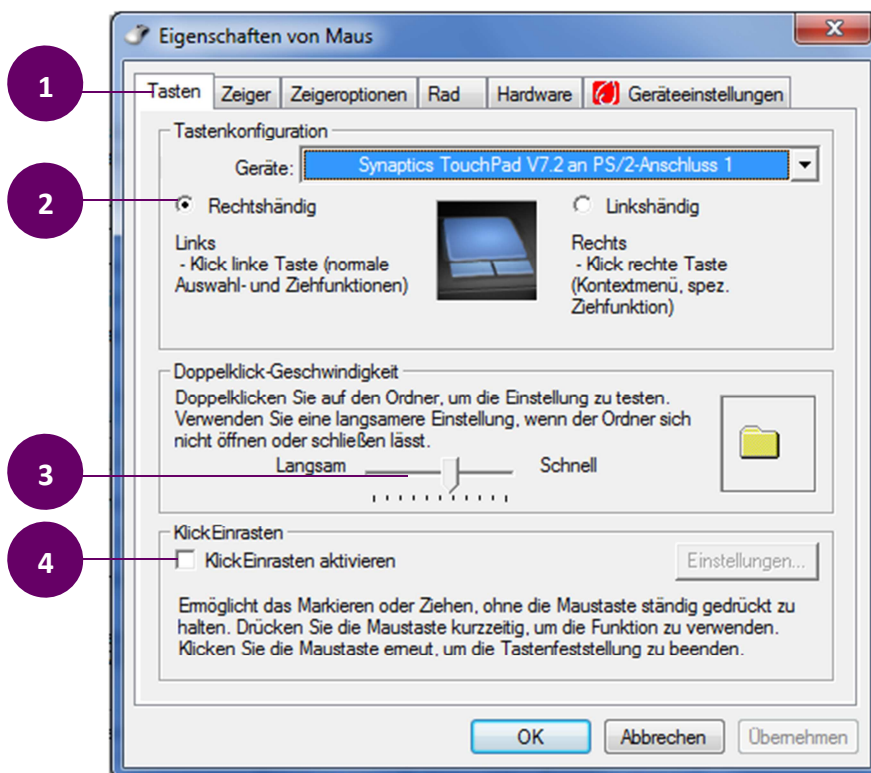 Eigenschaften von Maus
1
Tasten Zeiger Zeigeroptionen Rad Hardware Geräteeinstellungen
Tastenkonfiguration
Geräte: Synaptics TouchPad V7.2 an PS/2-Anschluss 1
2
Rechtshändig
Links
- Klick linke Taste (normale
Auswahl- und Ziehfunktionen)
Linkshändig
Rechts
- Klick rechte Taste
(Kontextmenü, spez.
Ziehfunktion)
Doppelklick-Geschwindigkeit
Doppelklicken Sie auf den Ordner, um die Einstellung zu testen.
Verwenden Sie eine langsamere Einstellung, wenn der Ordner sich
nicht öffnen oder schließen lässt.
3
Langsam Schnell
KlickEinrasten
4
KlickEinrasten aktivieren
Einstellungen...
Ermöglicht das Markieren oder Ziehen, ohne die Maustaste ständig gedrückt zu
halten. Drücken Sie die Maustaste kurzzeitig, um die Funktion zu verwenden.
Klicken Sie die Maustaste erneut, um die Tastenfeststellung zu beenden.
OK Abbrechen Übernehmen